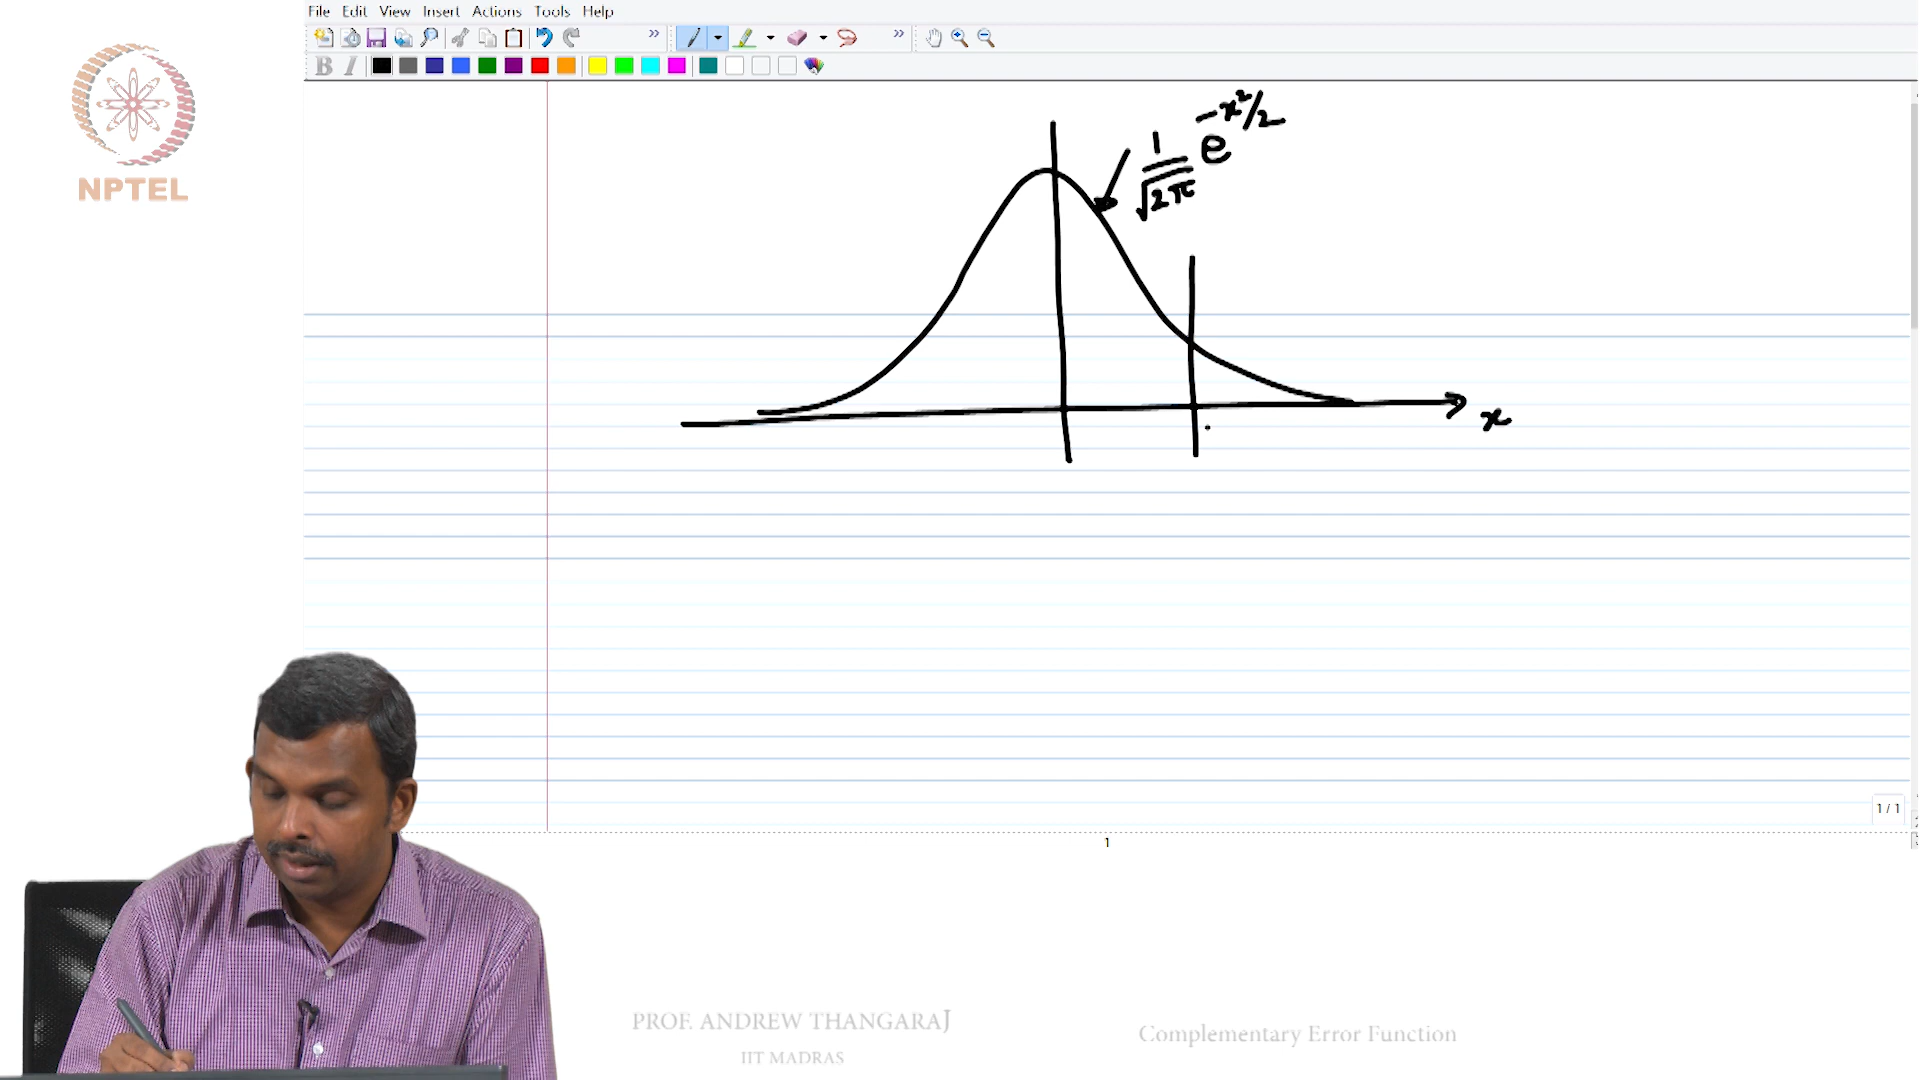 File Edit View Insert Actions Tools Help
B I
NPTEL
1/√2π e^-x²/2
x
1 / 1
1
PROF. ANDREW THANGARAJ
IIT MADRAS
Complementary Error Function